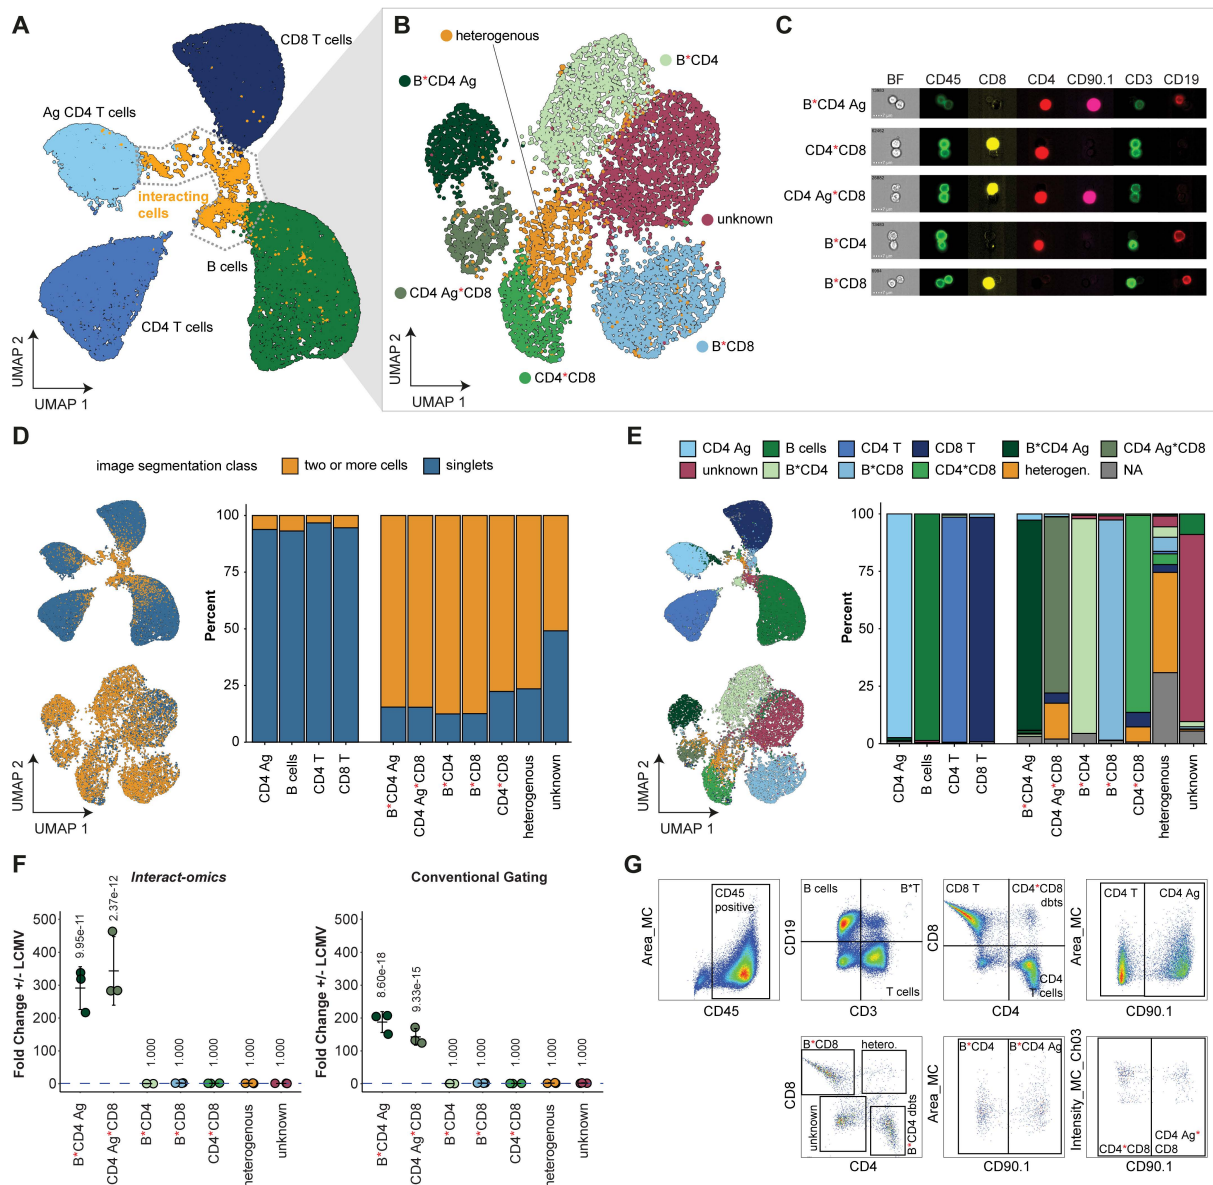 A
CD8 T cells
Ag CD4 T cells
interacting
cells
B cells
CD4 T cells
UMAP 2
UMAP 1
B
heterogenous
B*CD4
B*CD4 Ag
unknown
CD4 Ag*CD8
B*CD8
CD4*CD8
UMAP 2
UMAP 1
C
BF CD45 CD8 CD4 CD90.1 CD3 CD19
B*CD4 Ag
CD4*CD8
CD4 Ag*CD8
B*CD4
B*CD8
D
image segmentation class two or more cells singlets
UMAP 2
UMAP 1
Percent
100
75
50
25
0
CD4 Ag
B cells
CD4 T
CD8 T
B*CD4 Ag
CD4 Ag*CD8
B*CD4
B*CD8
CD4*CD8
heterogenous
unknown
E
CD4 Ag B cells CD4 T CD8 T B*CD4 Ag CD4 Ag*CD8
unknown B*CD4 B*CD8 CD4*CD8 heterogen. NA
UMAP 2
UMAP 1
Percent
100
75
50
25
0
CD4 Ag
B cells
CD4 T
CD8 T
B*CD4 Ag
CD4 Ag*CD8
B*CD4
B*CD8
CD4*CD8
heterogenous
unknown
F
Interact-omics
Fold Change +/- LCMV
500
400
300
200
100
0
9.95e-11
2.37e-12
1.000
1.000
1.000
1.000
1.000
B*CD4 Ag
CD4 Ag*CD8
B*CD4
B*CD8
CD4*CD8
heterogenous
unknown
Conventional Gating
Fold Change +/- LCMV
500
400
300
200
100
0
8.60e-18
9.33e-15
1.000
1.000
1.000
1.000
1.000
B*CD4 Ag
CD4 Ag*CD8
B*CD4
B*CD8
CD4*CD8
heterogenous
unknown
G
Area_MC
CD45
positive
CD45
CD19
B cells
B*T
T cells
CD3
CD8
CD8 T
CD4*CD8
dbts
CD4
T cells
CD4
Area_MC
CD4 T
CD4 Ag
CD90.1
CD8
B*CD8
hetero.
unknown
B*CD4 dbts
CD4
Area_MC
B*CD4
B*CD4 Ag
CD90.1
Intensity_MC_Ch03
CD4*CD8
CD4 Ag*
CD8
CD90.1